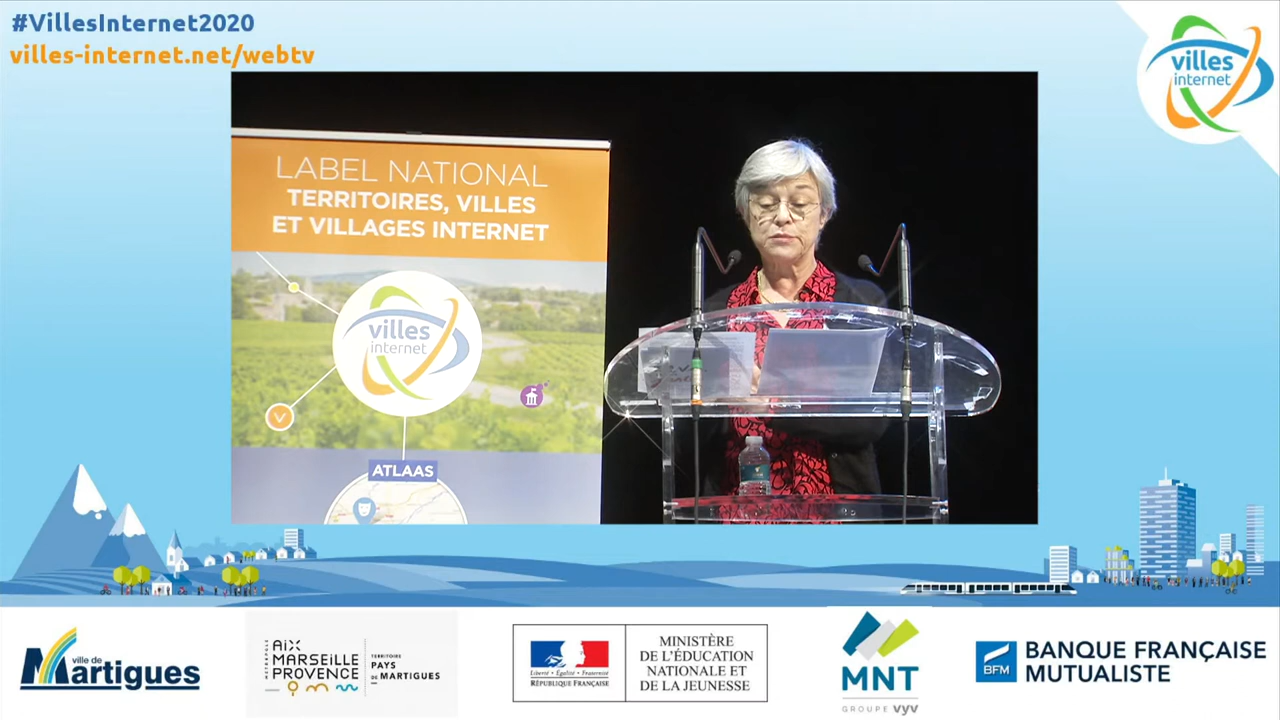 #VillesInternet2020
villes-internet.net/webtv
villes
internet
LABEL NATIONAL
TERRITOIRES, VILLES
ET VILLAGES INTERNET
villes
internet
ATLAAS
ville de
Martigues
MÉTROPOLE
AIX
MARSEILLE
PROVENCE
TERRITOIRE
PAYS
DE MARTIGUES
Liberté • Égalité • Fraternité
RÉPUBLIQUE FRANÇAISE
MINISTÈRE
DE L'ÉDUCATION
NATIONALE ET
DE LA JEUNESSE
MNT
GROUPE vyv
BFM
BANQUE FRANÇAISE
MUTUALISTE